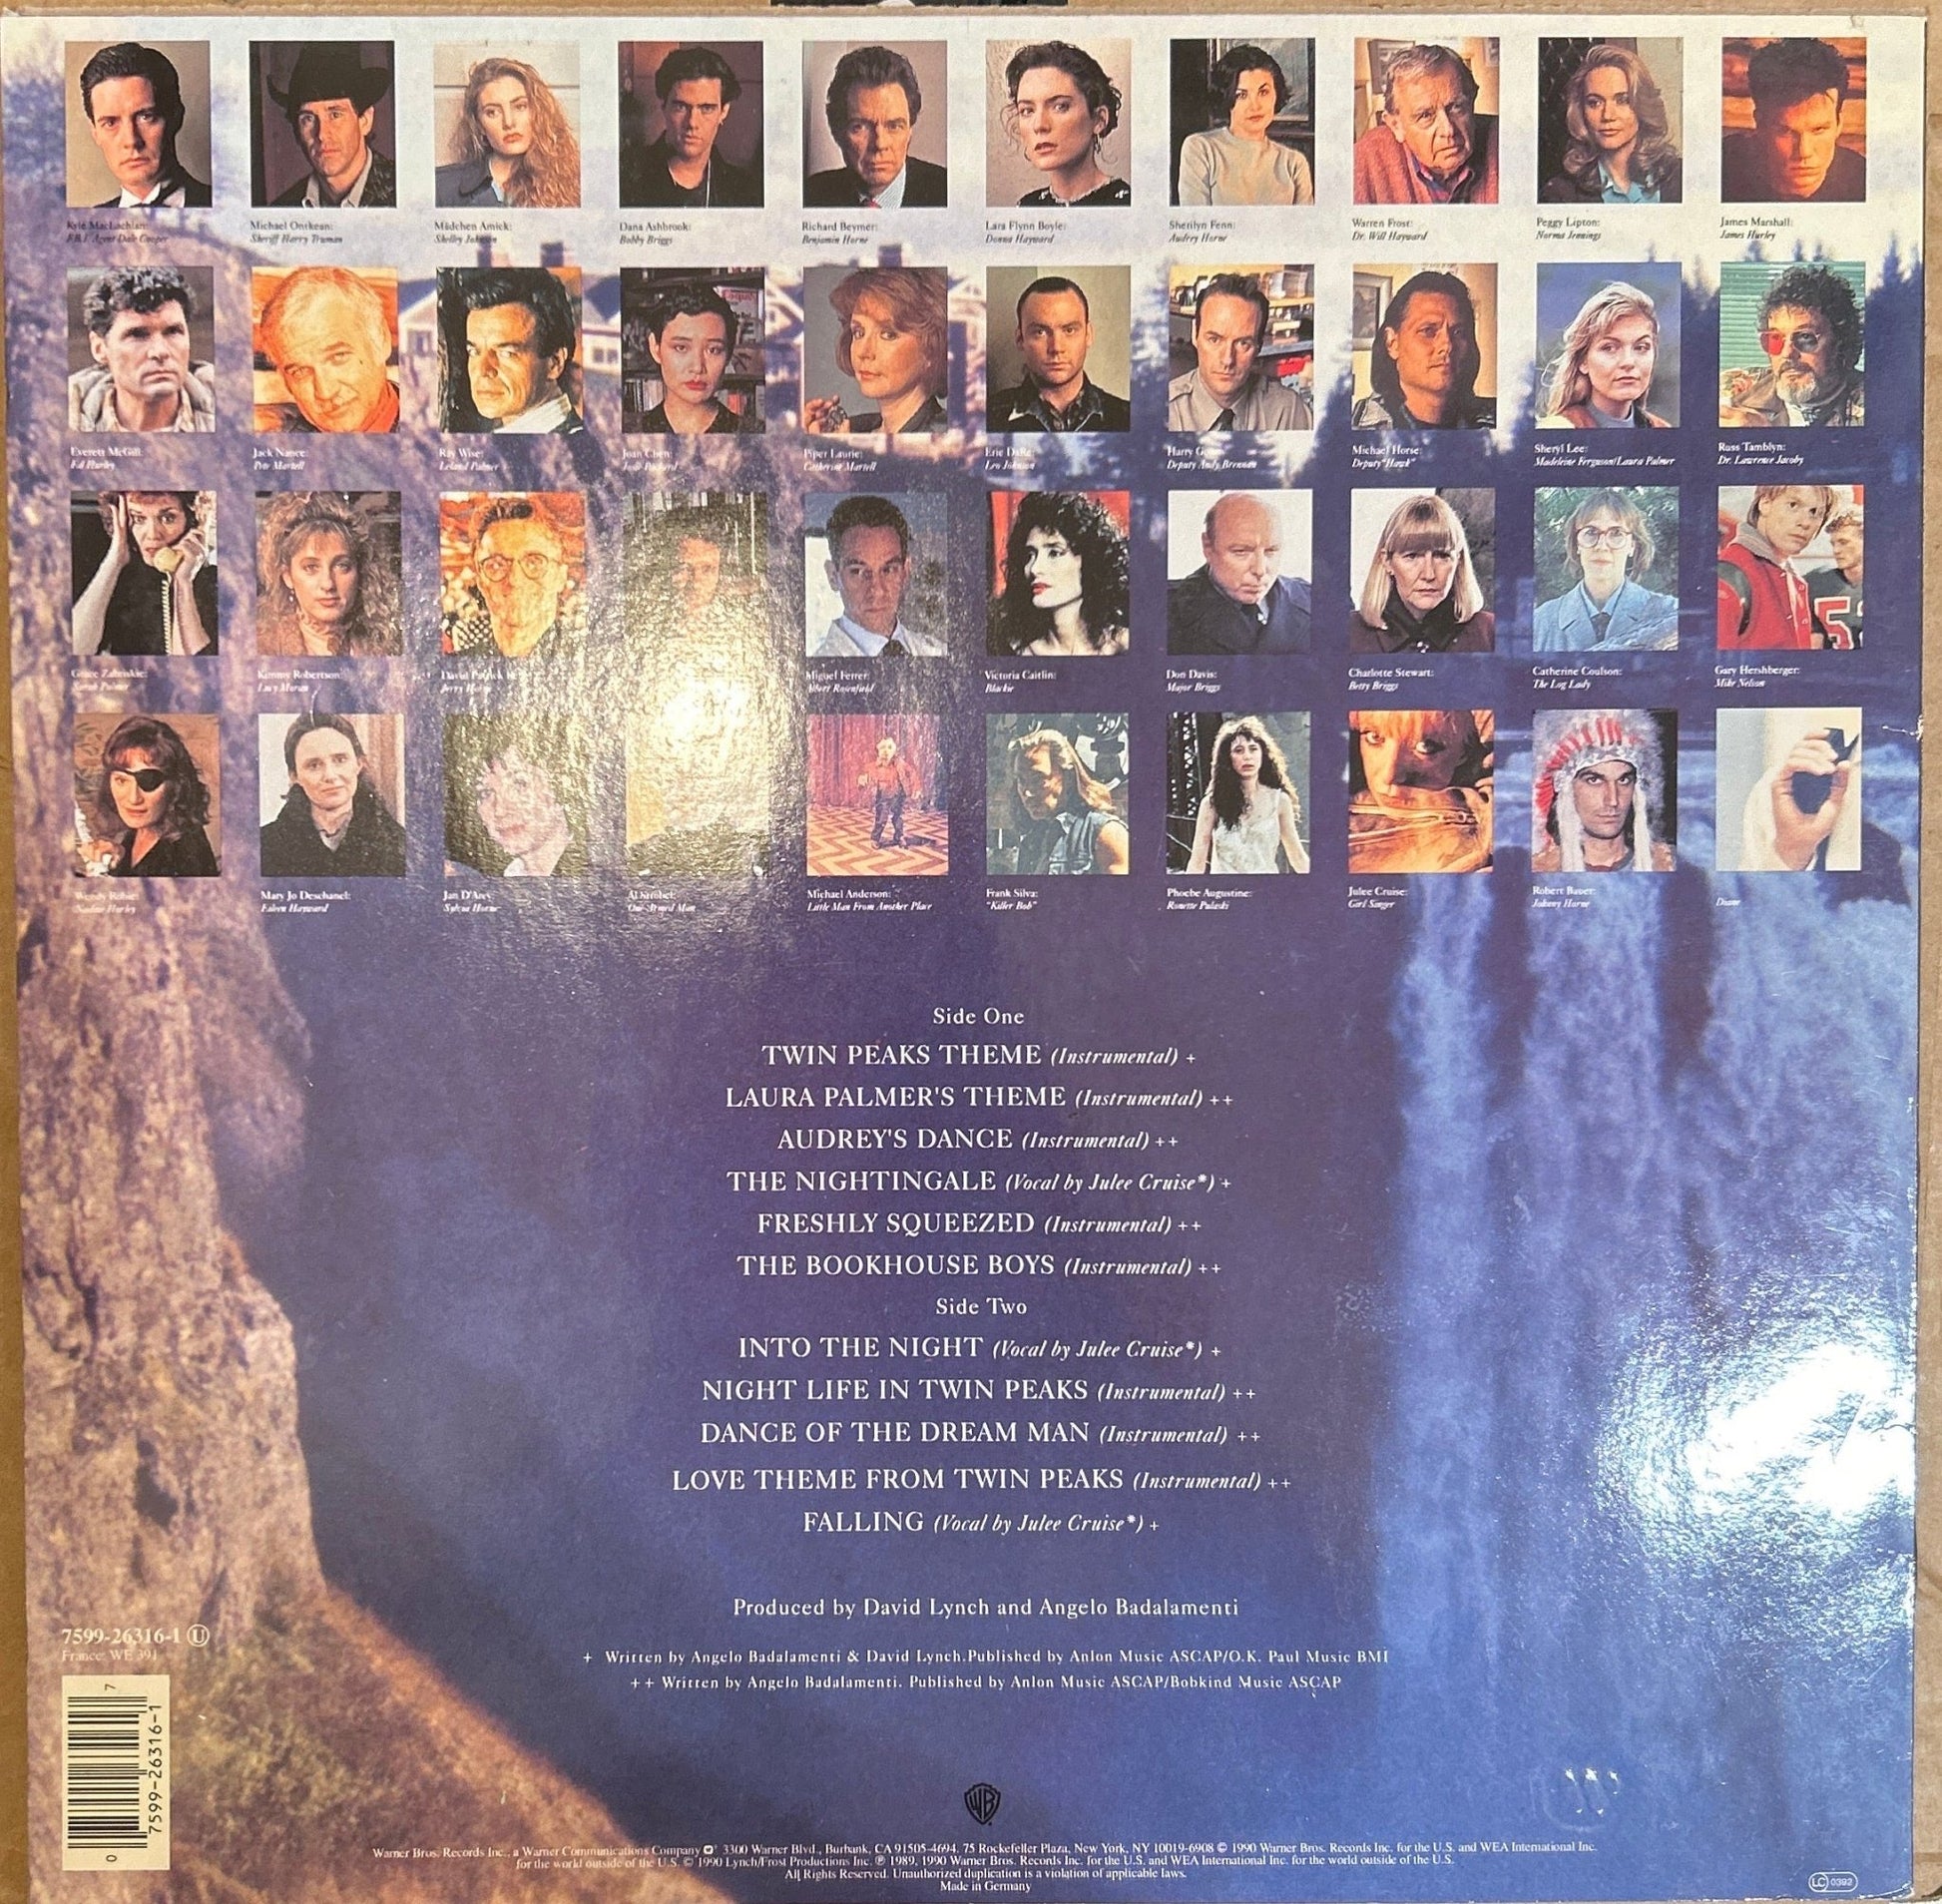 Kyle MacLachlan:
F.B.I. Agent Dale Cooper
Michael Ontkean:
Sheriff Harry Truman
Mädchen Amick:
Shelley Johnson
Dana Ashbrook:
Bobby Briggs
Richard Beymer:
Benjamin Horne
Lara Flynn Boyle:
Donna Hayward
Sherilyn Fenn:
Audrey Horne
Warren Frost:
Dr. Will Hayward
Peggy Lipton:
Norma Jennings
James Marshall:
James Hurley
Everett McGill:
Ed Hurley
Jack Nance:
Pete Martell
Ray Wise:
Leland Palmer
Joan Chen:
Josie Packard
Piper Laurie:
Catherine Martell
Eric DaRe:
Leo Johnson
Harry
Deputy Andy Brennan
Michael Horse:
Deputy "Hawk"
Sheryl Lee:
Madeleine Ferguson/Laura Palmer
Russ Tamblyn:
Dr. Lawrence Jacoby
Grace Zabriskie:
Sarah Palmer
Kimmy Robertson:
Lucy Moran
David Patrick
Jerry Horne
Miguel Ferrer:
Albert Rosenfield
Victoria Caitlin:
Blackie
Don Davis:
Major Briggs
Charlotte Stewart:
Betty Briggs
Catherine Coulson:
The Log Lady
Gary Hershberger:
Mike Nelson
5
Wendy Robie:
Nadine Hurley
Mary Jo Deschanel:
Eileen Hayward
Jan D'Arcy
Sylvia Horne
Al Strobel:
One-Armed Man
Michael Anderson:
Little Man From Another Place
Frank Silva:
"Killer Bob"
Phoebe Augustine:
Ronette Pulaski
Julee Cruise:
Girl Singer
Robert Bauer:
Johnny Horne
Diane
Side One
TWIN PEAKS THEME (Instrumental) +
LAURA PALMER'S THEME (Instrumental) ++
AUDREY'S DANCE (Instrumental) ++
THE NIGHTINGALE (Vocal by Julee Cruise*) +
FRESHLY SQUEEZED (Instrumental) ++
THE BOOKHOUSE BOYS (Instrumental) ++
Side Two
INTO THE NIGHT (Vocal by Julee Cruise*) +
NIGHT LIFE IN TWIN PEAKS (Instrumental) ++
DANCE OF THE DREAM MAN (Instrumental) ++
LOVE THEME FROM TWIN PEAKS (Instrumental) ++
FALLING (Vocal by Julee Cruise*) +
Produced by David Lynch and Angelo Badalamenti
+ Written by Angelo Badalamenti & David Lynch.Published by Anlon Music ASCAP/O.K. Paul Music BMI
++ Written by Angelo Badalamenti. Published by Anlon Music ASCAP/Bobkind Music ASCAP
7599-26316-1 Ⓤ
France: WE 391
7599-26316-1
0
7
WB
Warner Bros. Records Inc., a Warner Communications Company 3300 Warner Blvd., Burbank, CA 91505-4694. 75 Rockefeller Plaza, New York, NY 10019-6908 © 1990 Warner Bros. Records Inc. for the U.S. and WEA International Inc.
for the world outside of the U.S. © 1990 Lynch/Frost Productions Inc. ℗ 1989, 1990 Warner Bros. Records Inc. for the U.S. and WEA International Inc. for the world outside of the U.S.
All Rights Reserved. Unauthorized duplication is a violation of applicable laws.
Made in Germany
LC 0392